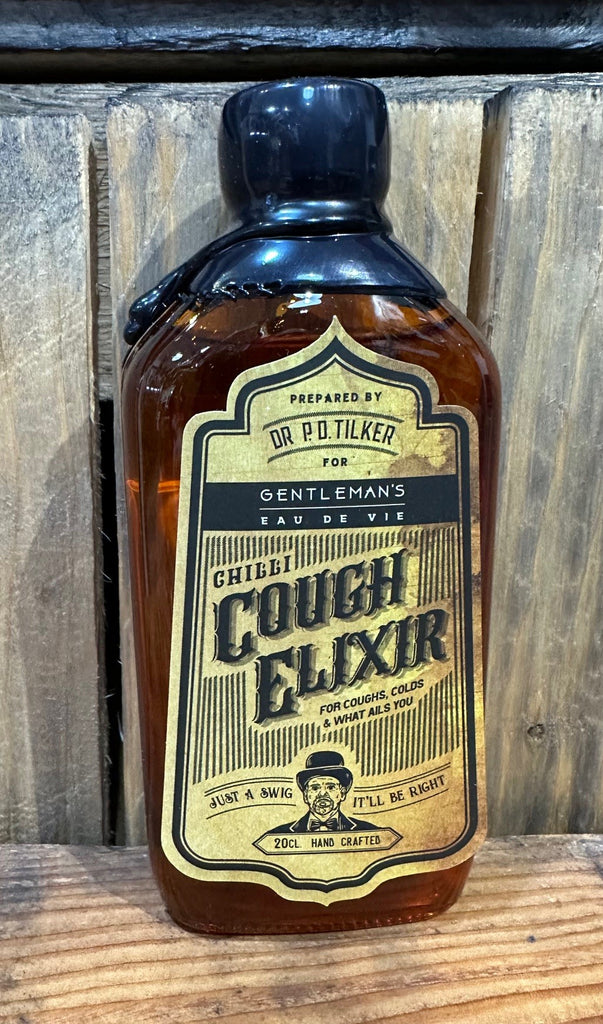 PREPARED BY
DR P.D.TILKER
FOR
GENTLEMAN'S
EAU DE VIE
CHILLI
COUGH
ELIXIR
FOR COUGHS, COLDS
& WHAT AILS YOU
JUST A SWIG IT'LL BE RIGHT
20CL HAND CRAFTED